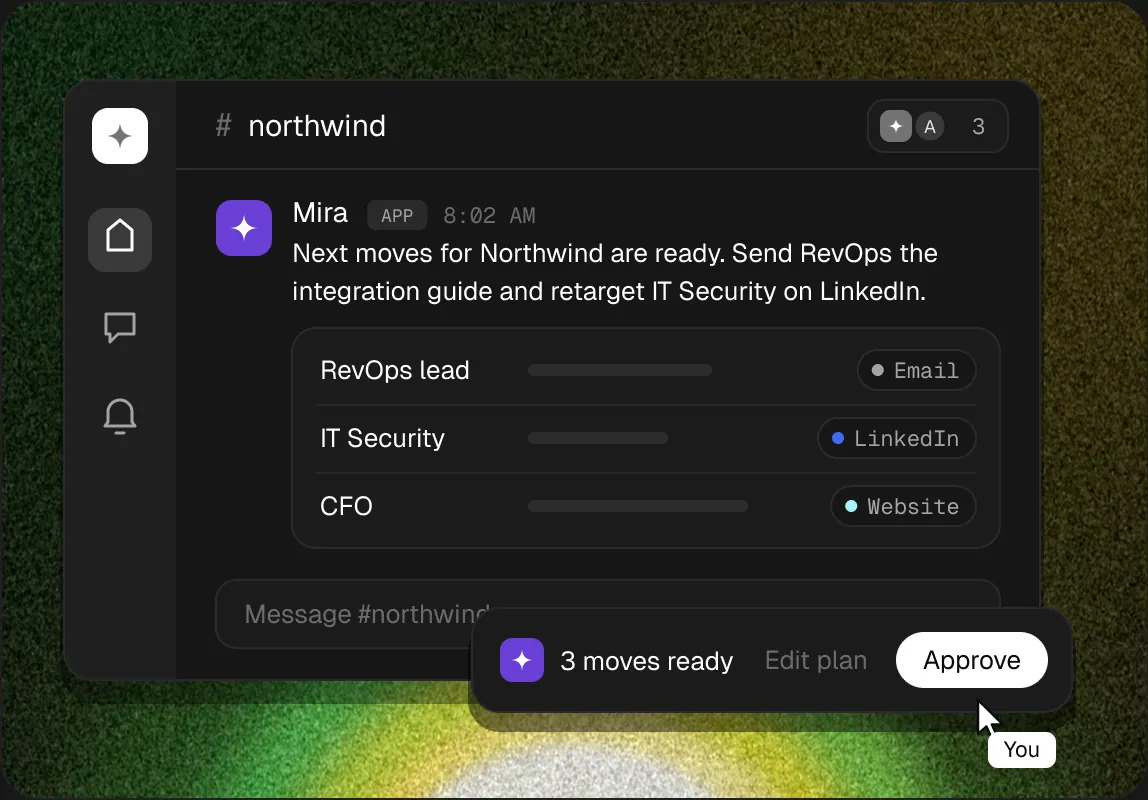 # northwind
A 3
Mira APP 8:02 AM
Next moves for Northwind are ready. Send RevOps the
integration guide and retarget IT Security on LinkedIn.
RevOps lead Email
IT Security LinkedIn
CFO Website
Message #northwind
3 moves ready Edit plan Approve
You